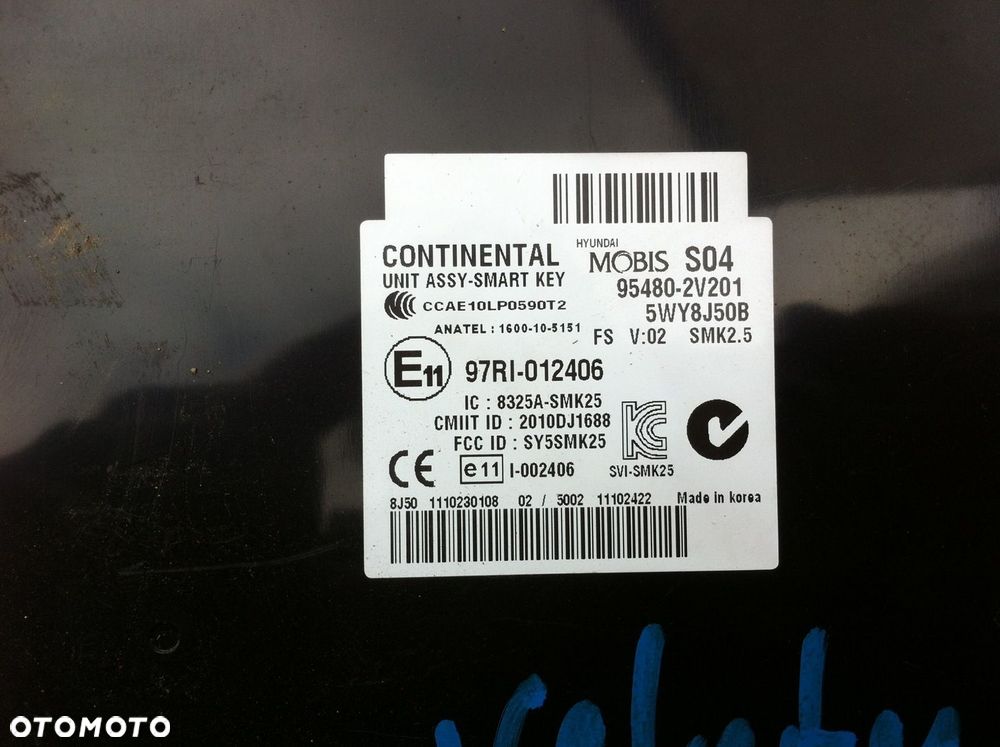 CONTINENTAL
HYUNDAI
MOBIS S04
UNIT ASSY-SMART KEY
95480-2V201
CCAE10LP0590T2
5WY8J50B
ANATEL : 1600-10-5151
FS V:02 SMK2.5
E11 97RI-012406
IC : 8325A-SMK25
CMIIT ID : 2010DJ1688
FCC ID : SY5SMK25
CE e11 I-002406
SVI-SMK25
8J50 1110230108 02 / 5002 11102422 Made in korea
OTOMOTO